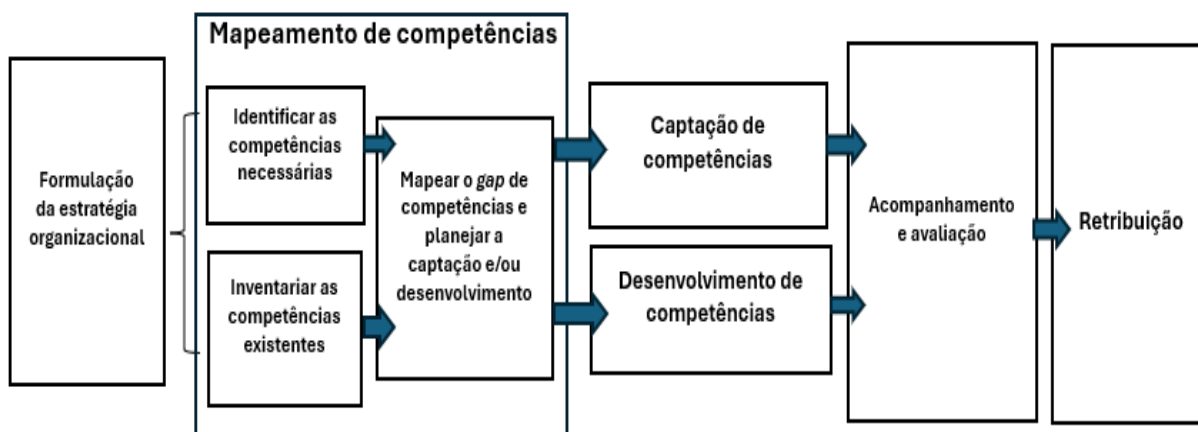 Mapeamento de competências
Formulação
da estratégia
organizacional
Identificar as
competências
necessárias
Inventariar as
competências
existentes
Mapear o gap de
competências e
planejar a
captação e/ou
desenvolvimento
Captação de
competências
Desenvolvimento de
competências
Acompanhamento
e avaliação
Retribuição